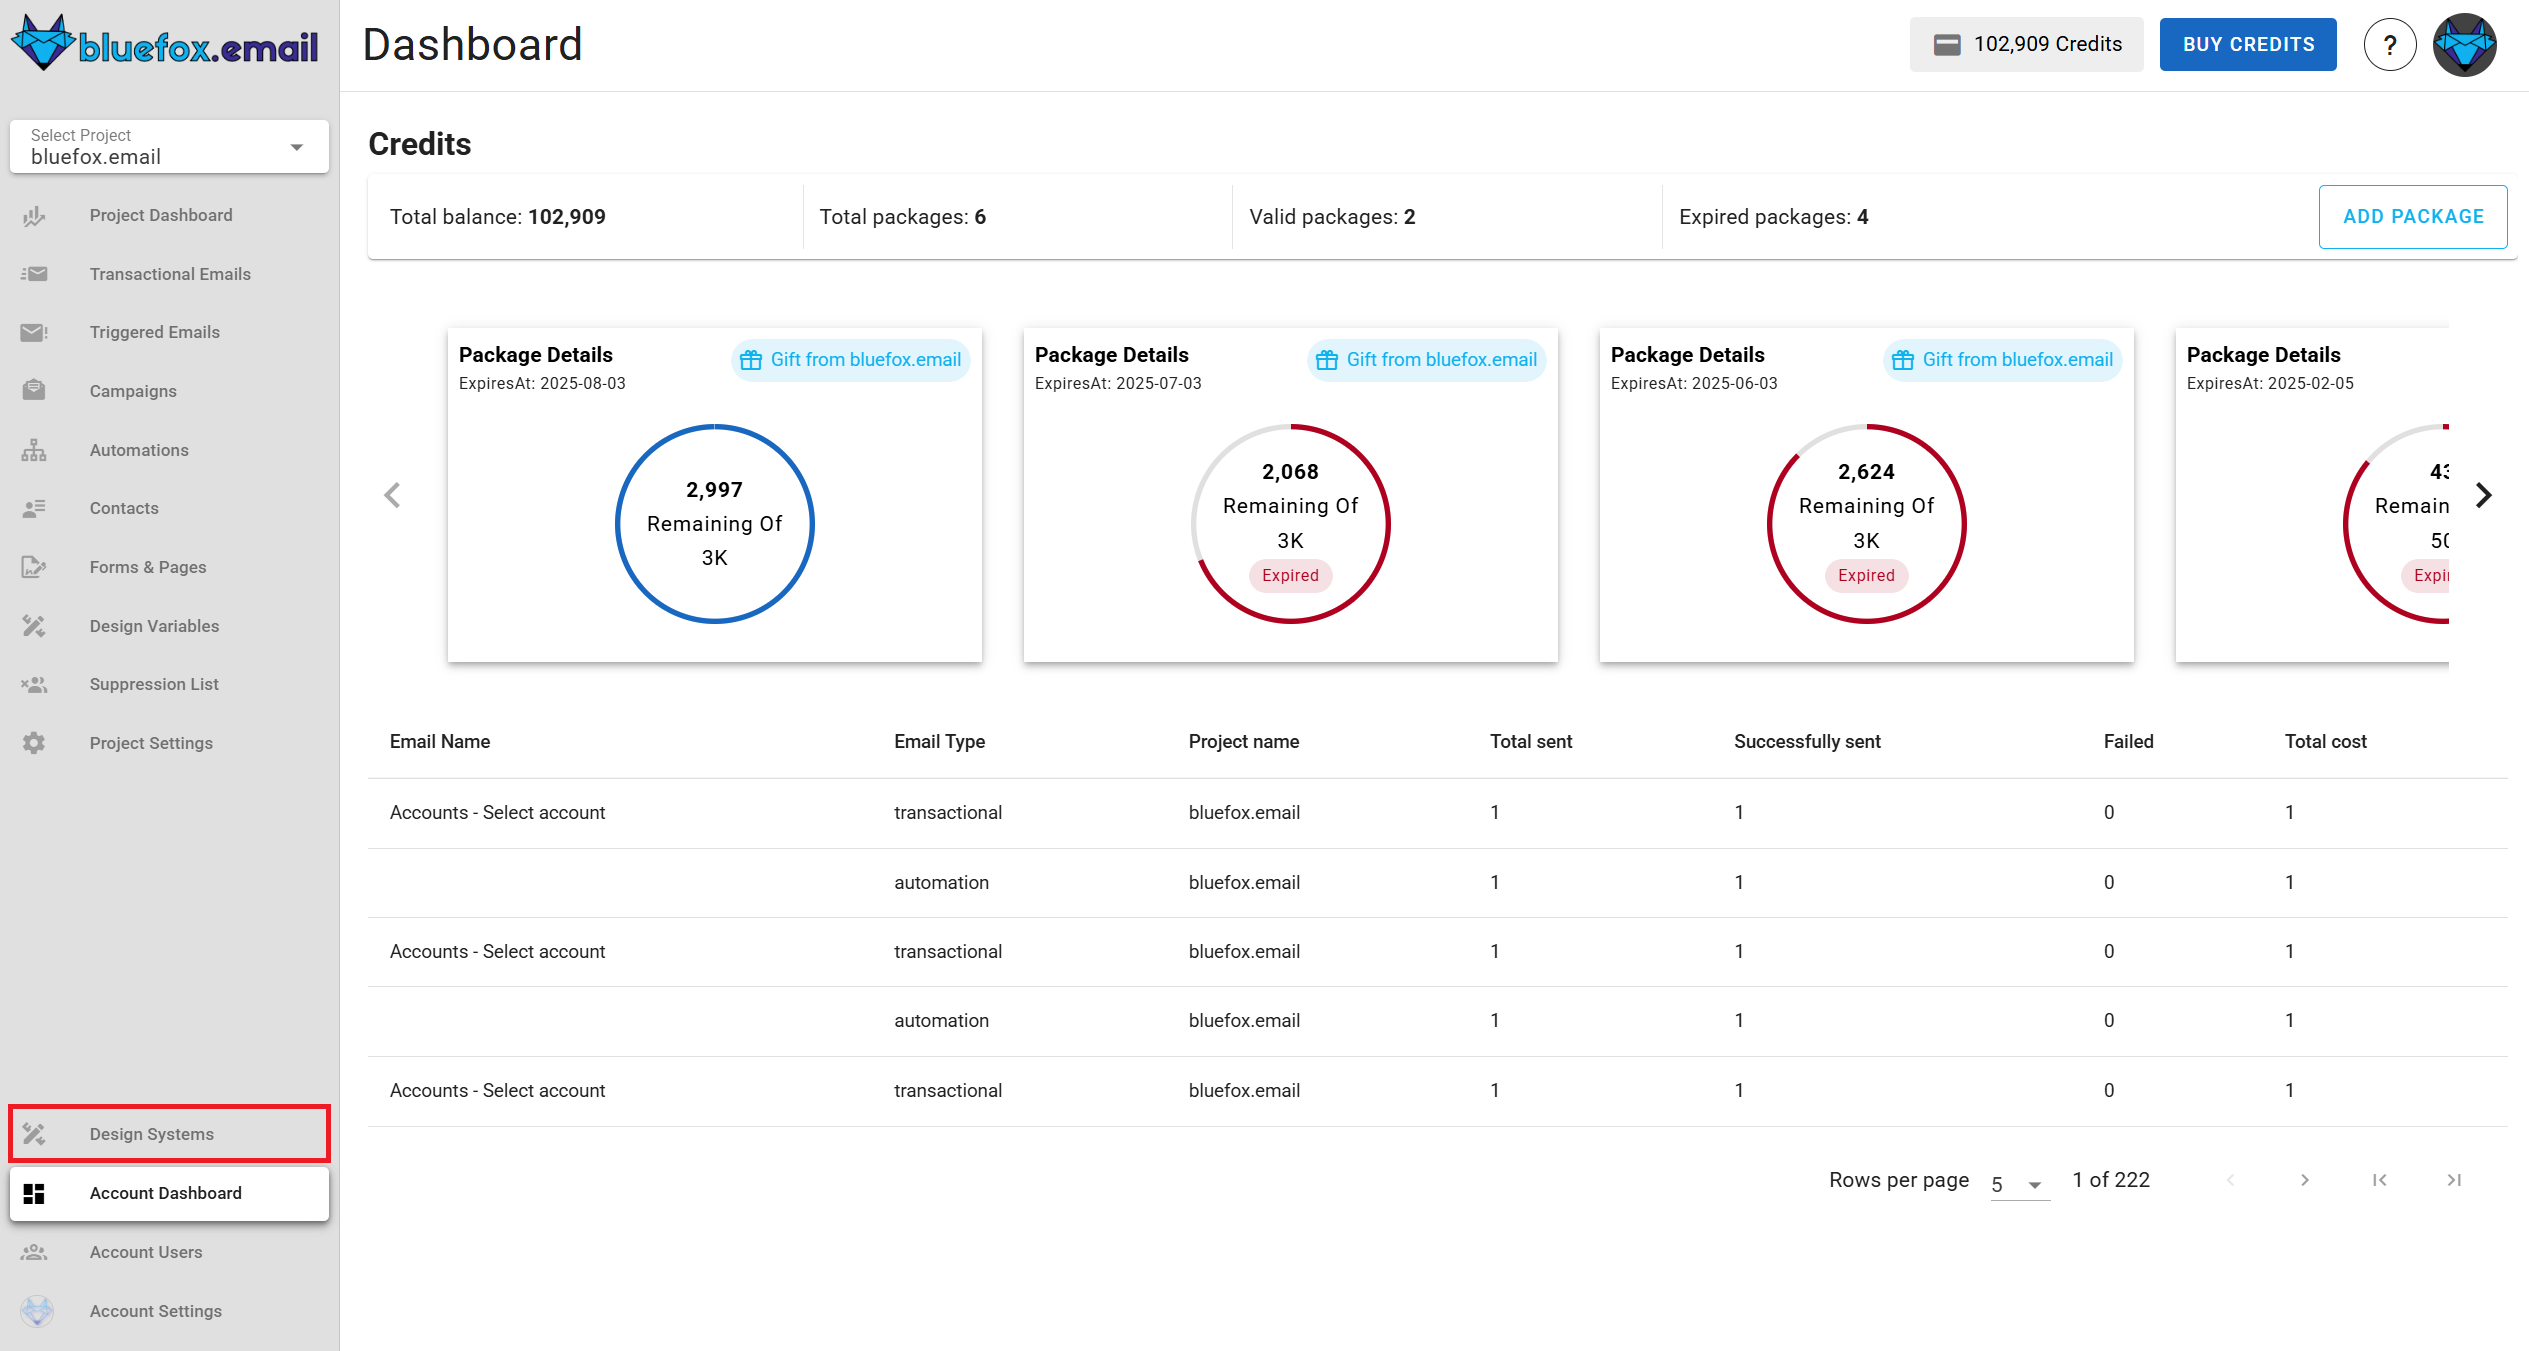 bluefox.email
Dashboard
102,909 Credits
BUY CREDITS
?
Select Project
bluefox.email
Project Dashboard
Transactional Emails
Triggered Emails
Campaigns
Automations
Contacts
Forms & Pages
Design Variables
Suppression List
Project Settings
Design Systems
Account Dashboard
Account Users
Account Settings
Credits
Total balance: 102,909
Total packages: 6
Valid packages: 2
Expired packages: 4
ADD PACKAGE
Package Details
Gift from bluefox.email
ExpiresAt: 2025-08-03
2,997
Remaining Of
3K
Package Details
Gift from bluefox.email
ExpiresAt: 2025-07-03
2,068
Remaining Of
3K
Expired
Package Details
Gift from bluefox.email
ExpiresAt: 2025-06-03
2,624
Remaining Of
3K
Expired
Package Details
ExpiresAt: 2025-02-05
Email Name Email Type Project name Total sent Successfully sent Failed Total cost
Accounts - Select account transactional bluefox.email 1 1 0 1
automation bluefox.email 1 1 0 1
Accounts - Select account transactional bluefox.email 1 1 0 1
automation bluefox.email 1 1 0 1
Accounts - Select account transactional bluefox.email 1 1 0 1
Rows per page 5 1 of 222